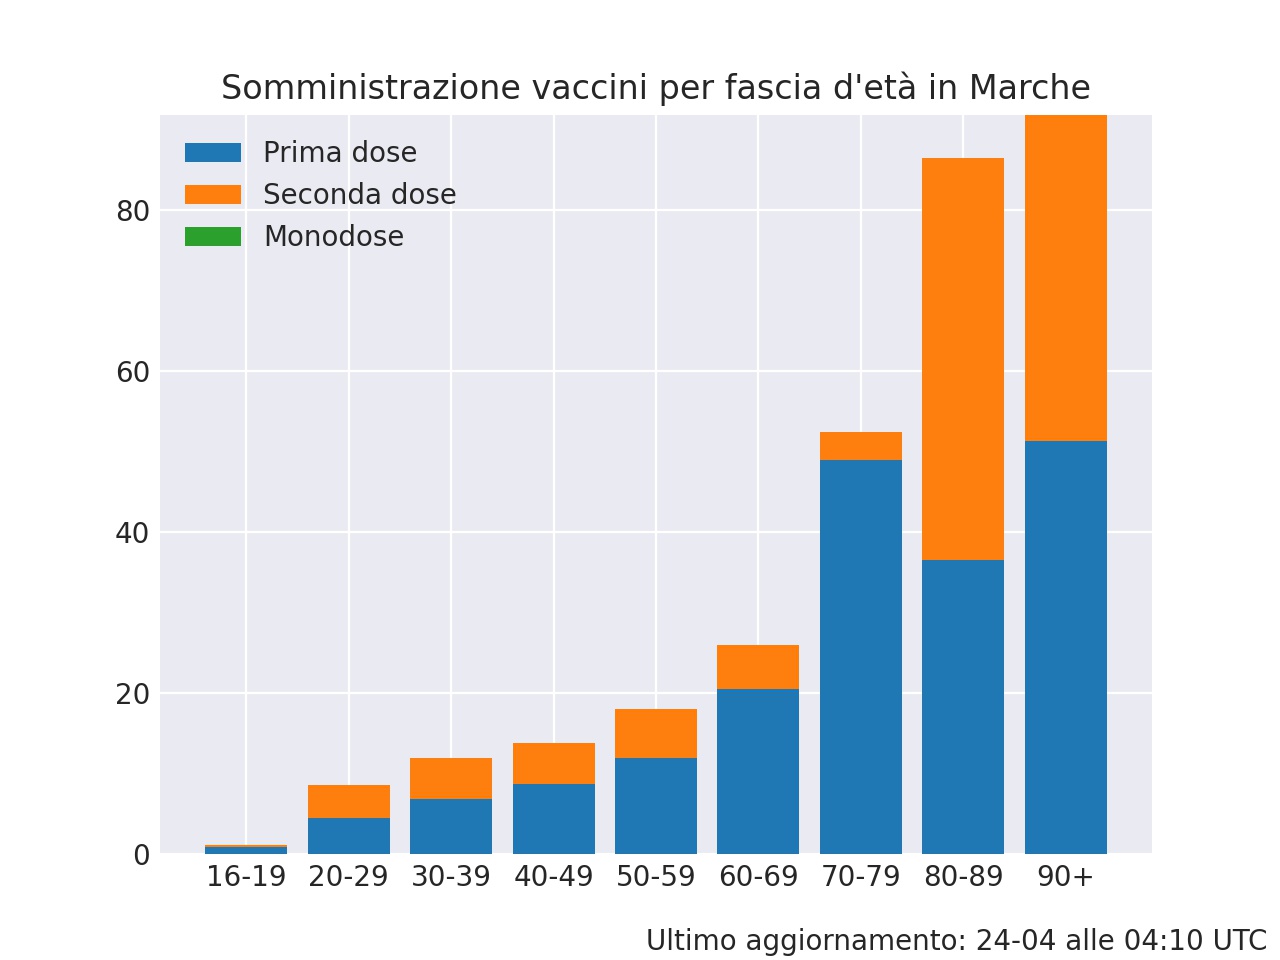 Somministrazione vaccini per fascia d'età in Marche
Prima dose
Seconda dose
Monodose
80
60
40
20
0
16-19 20-29 30-39 40-49 50-59 60-69 70-79 80-89 90+
Ultimo aggiornamento: 24-04 alle 04:10 UTC